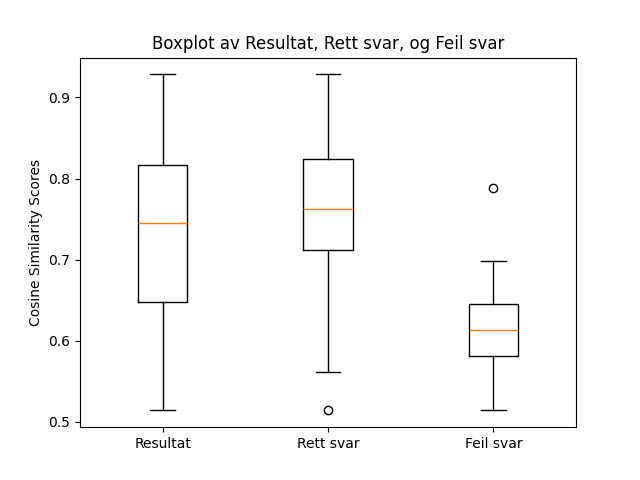 Boxplot av Resultat, Rett svar, og Feil svar
Cosine Similarity Scores
0.9
0.8
0.7
0.6
0.5
Resultat Rett svar Feil svar